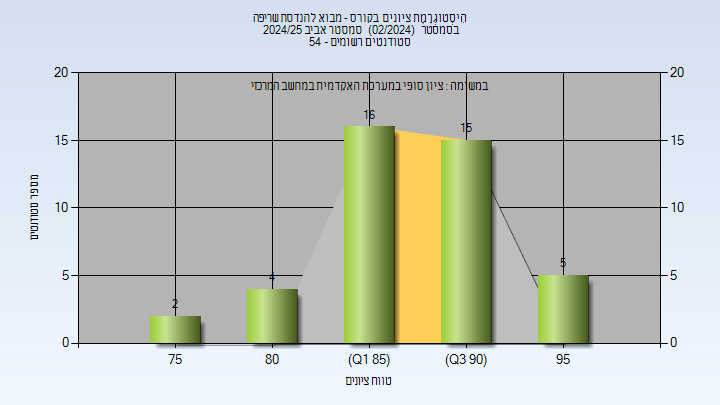 היסטוגרמת ציונים בקורס - מבוא להנדסת שריפה
בסמסטר (02/2024) סמסטר אביב 2024/25
סטודנטים רשומים - 54
במשימה : ציון סופי במערכת האקדמית במחשב המרכזי
מספר סטודנטים
20
15
10
5
0
20
15
10
5
0
2
4
16
15
5
75
80
(Q1 85)
(Q3 90)
95
טווח ציונים